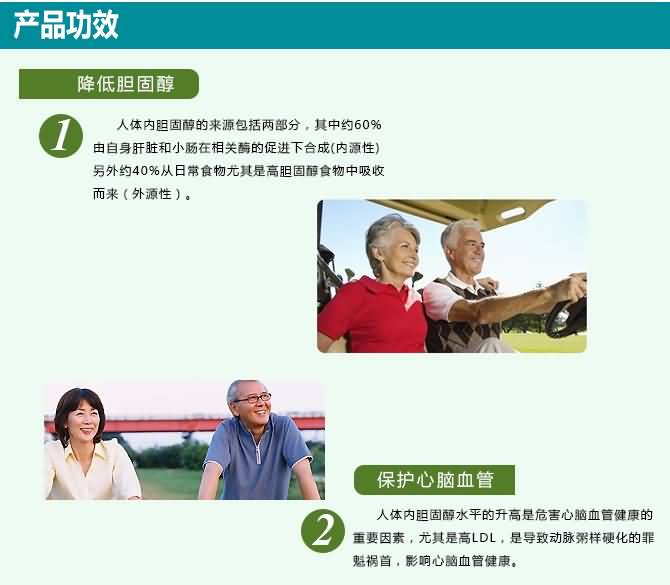 产品功效
降低胆固醇
1
人体内胆固醇的来源包括两部分，其中约60%
由自身肝脏和小肠在相关酶的促进下合成(内源性)
另外约40%从日常食物尤其是高胆固醇食物中吸收
而来（外源性）。
保护心脑血管
2
人体内胆固醇水平的升高是危害心脑血管健康的
重要因素，尤其是高LDL，是导致动脉粥样硬化的罪
魁祸首，影响心脑血管健康。